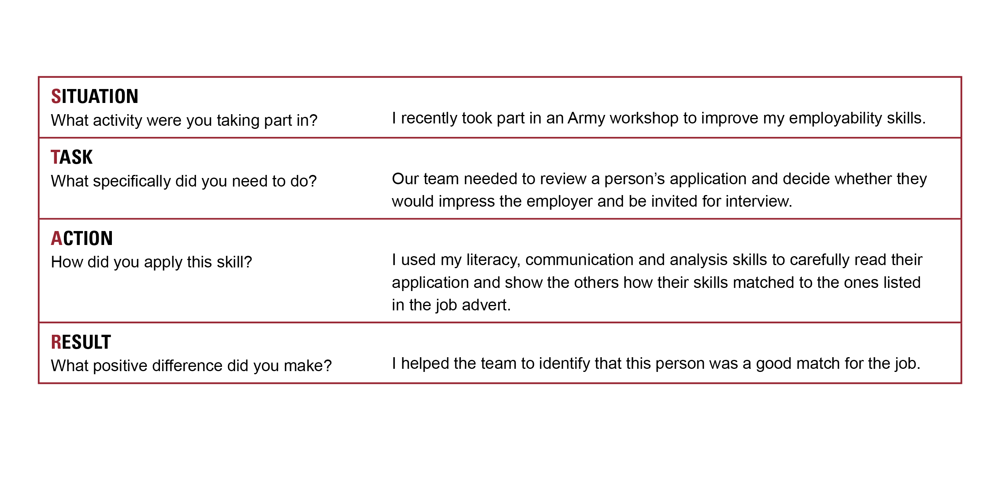 SITUATION
What activity were you taking part in?
I recently took part in an Army workshop to improve my employability skills.
TASK
What specifically did you need to do?
Our team needed to review a person’s application and decide whether they
would impress the employer and be invited for interview.
ACTION
How did you apply this skill?
I used my literacy, communication and analysis skills to carefully read their
application and show the others how their skills matched to the ones listed
in the job advert.
RESULT
What positive difference did you make?
I helped the team to identify that this person was a good match for the job.